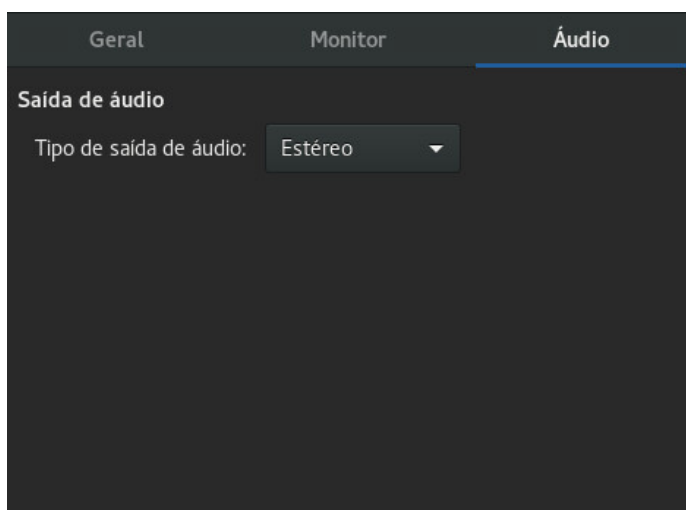 Geral Monitor Áudio
Saída de áudio
Tipo de saída de áudio: Estéreo